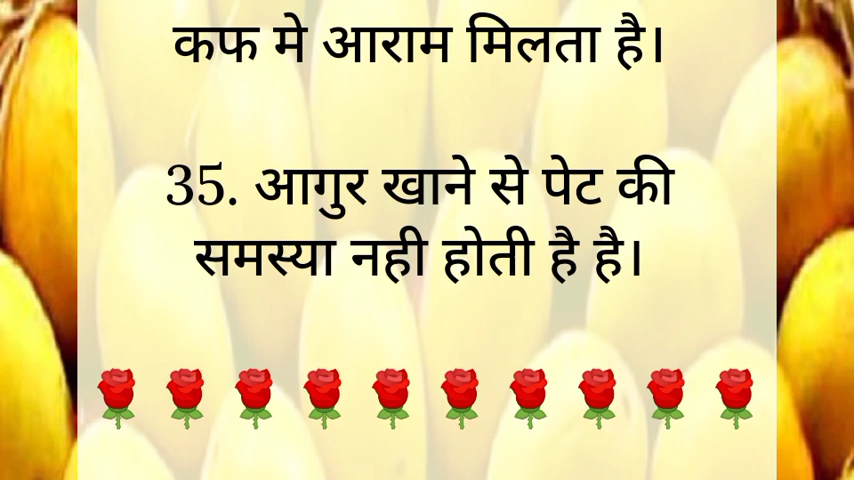 कफ मे आराम मिलता है।
35. आगुर खाने से पेट की
समस्या नही होती है है।